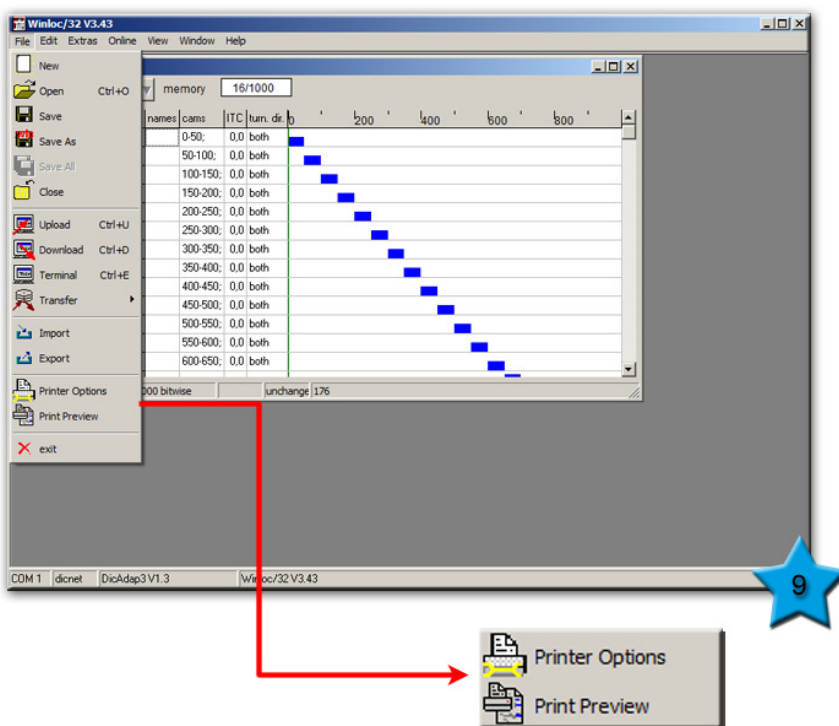 Winloc/32 V3.43
File Edit Extras Online View Window Help
New
Open Ctrl+O
Save
Save As
Save All
Close
Upload Ctrl+U
Download Ctrl+D
Terminal Ctrl+E
Transfer
Import
Export
Printer Options
Print Preview
exit
memory 16/1000
names cams ITC turn. dir. 0 200 400 600 800
0-50; 0,0 both
50-100; 0,0 both
100-150; 0,0 both
150-200; 0,0 both
200-250; 0,0 both
250-300; 0,0 both
300-350; 0,0 both
350-400; 0,0 both
400-450; 0,0 both
450-500; 0,0 both
500-550; 0,0 both
550-600; 0,0 both
600-650; 0,0 both
000 bitwise unchange 176
COM 1 dicnet DicAdap3 V1.3 Winloc/32 V3.43
9
Printer Options
Print Preview